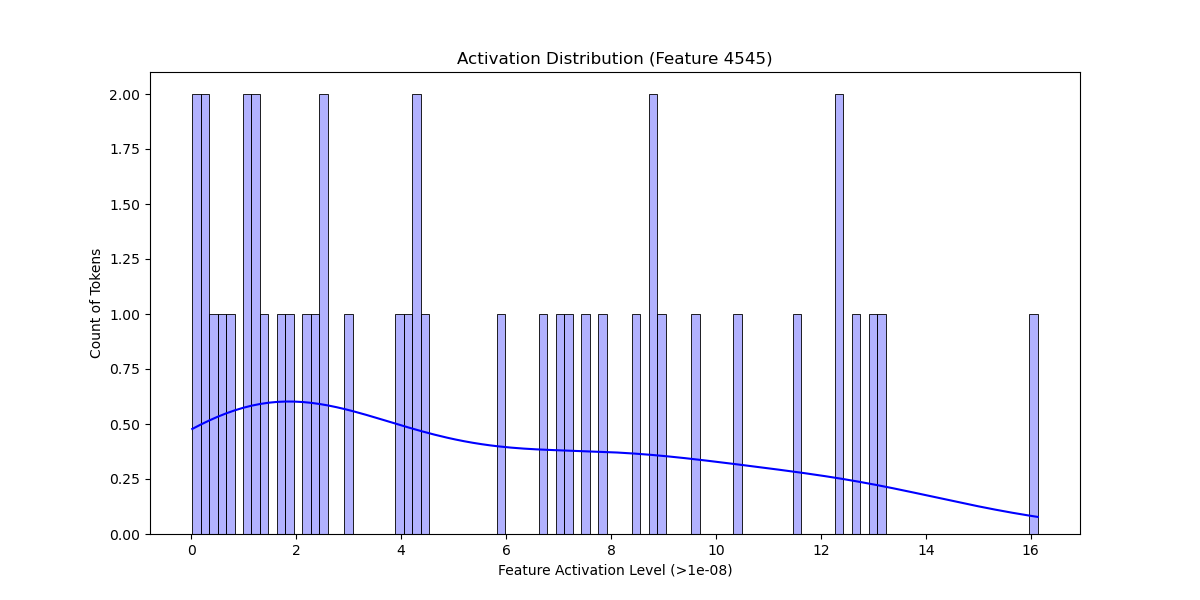 Activation Distribution (Feature 4545)
Count of Tokens
2.00
1.75
1.50
1.25
1.00
0.75
0.50
0.25
0.00
0 2 4 6 8 10 12 14 16
Feature Activation Level (>1e-08)